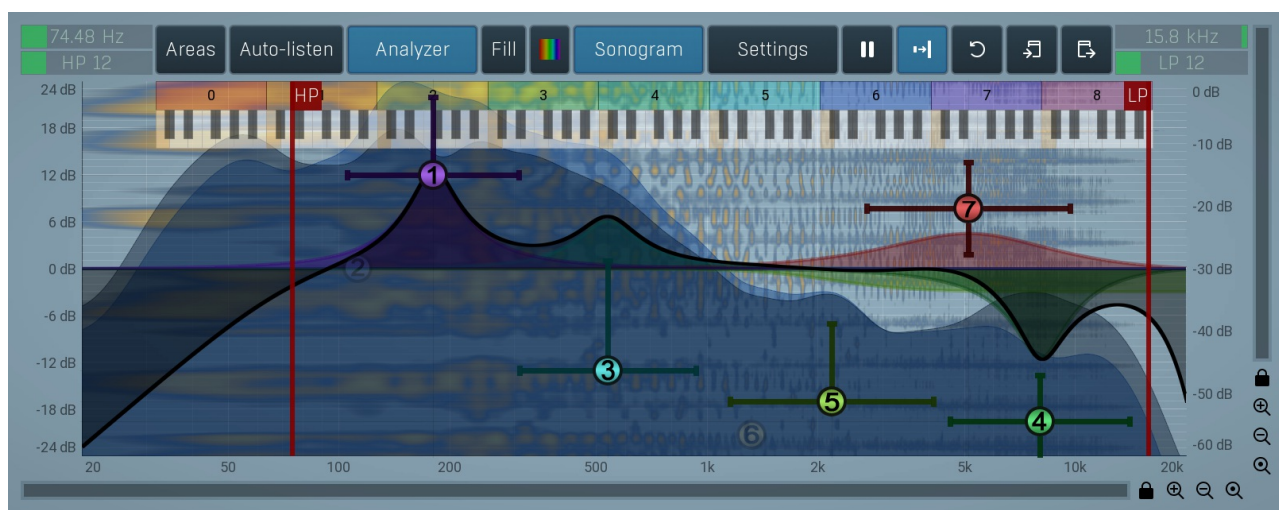 74.48 Hz
HP 12
Areas
Auto-listen
Analyzer
Fill
Sonogram
Settings
15.8 kHz
LP 12
24 dB
18 dB
12 dB
6 dB
0 dB
-6 dB
-12 dB
-18 dB
-24 dB
0
HP
1
2
3
4
5
6
7
8
LP
0 dB
-10 dB
-20 dB
-30 dB
-40 dB
-50 dB
-60 dB
1
7
2
3
5
4
6
20 50 100 200 500 1k 2k 5k 10k 20k